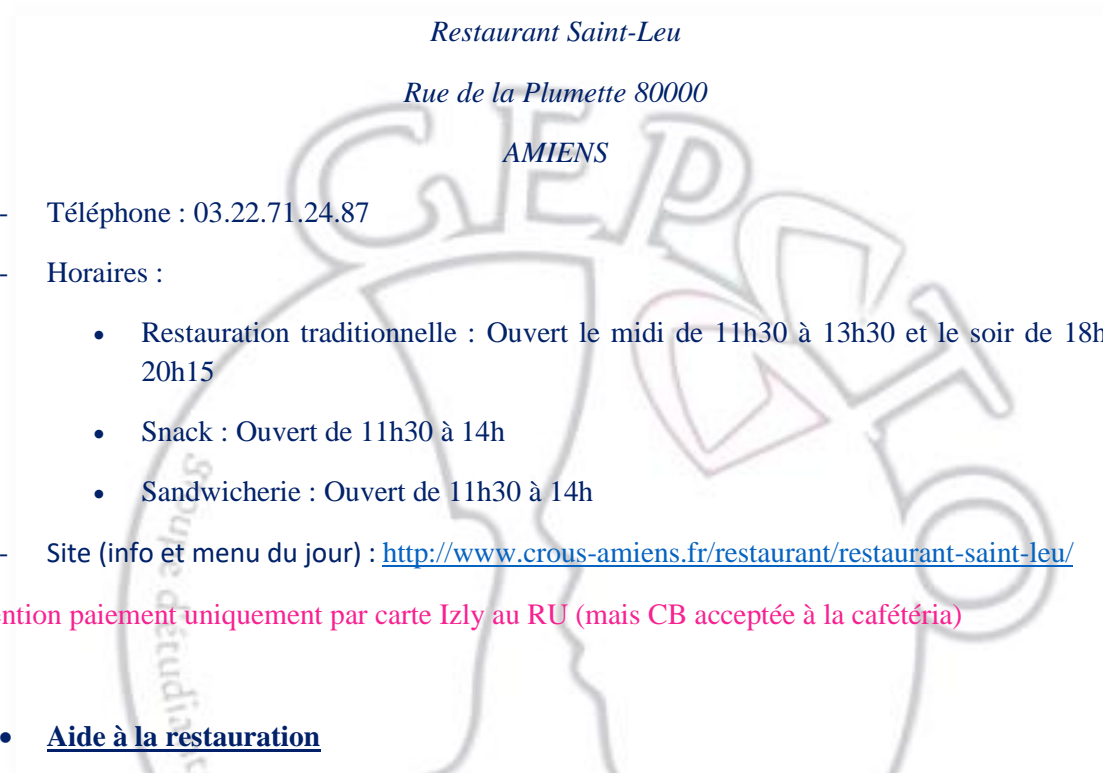 Restaurant Saint-Leu
Rue de la Plumette 80000
AMIENS
- Téléphone : 03.22.71.24.87
- Horaires :
• Restauration traditionnelle : Ouvert le midi de 11h30 à 13h30 et le soir de 18h
20h15
• Snack : Ouvert de 11h30 à 14h
• Sandwicherie : Ouvert de 11h30 à 14h
- Site (info et menu du jour) : http://www.crous-amiens.fr/restaurant/restaurant-saint-leu/
ention paiement uniquement par carte Izly au RU (mais CB acceptée à la cafétéria)
• Aide à la restauration
GEPSTO